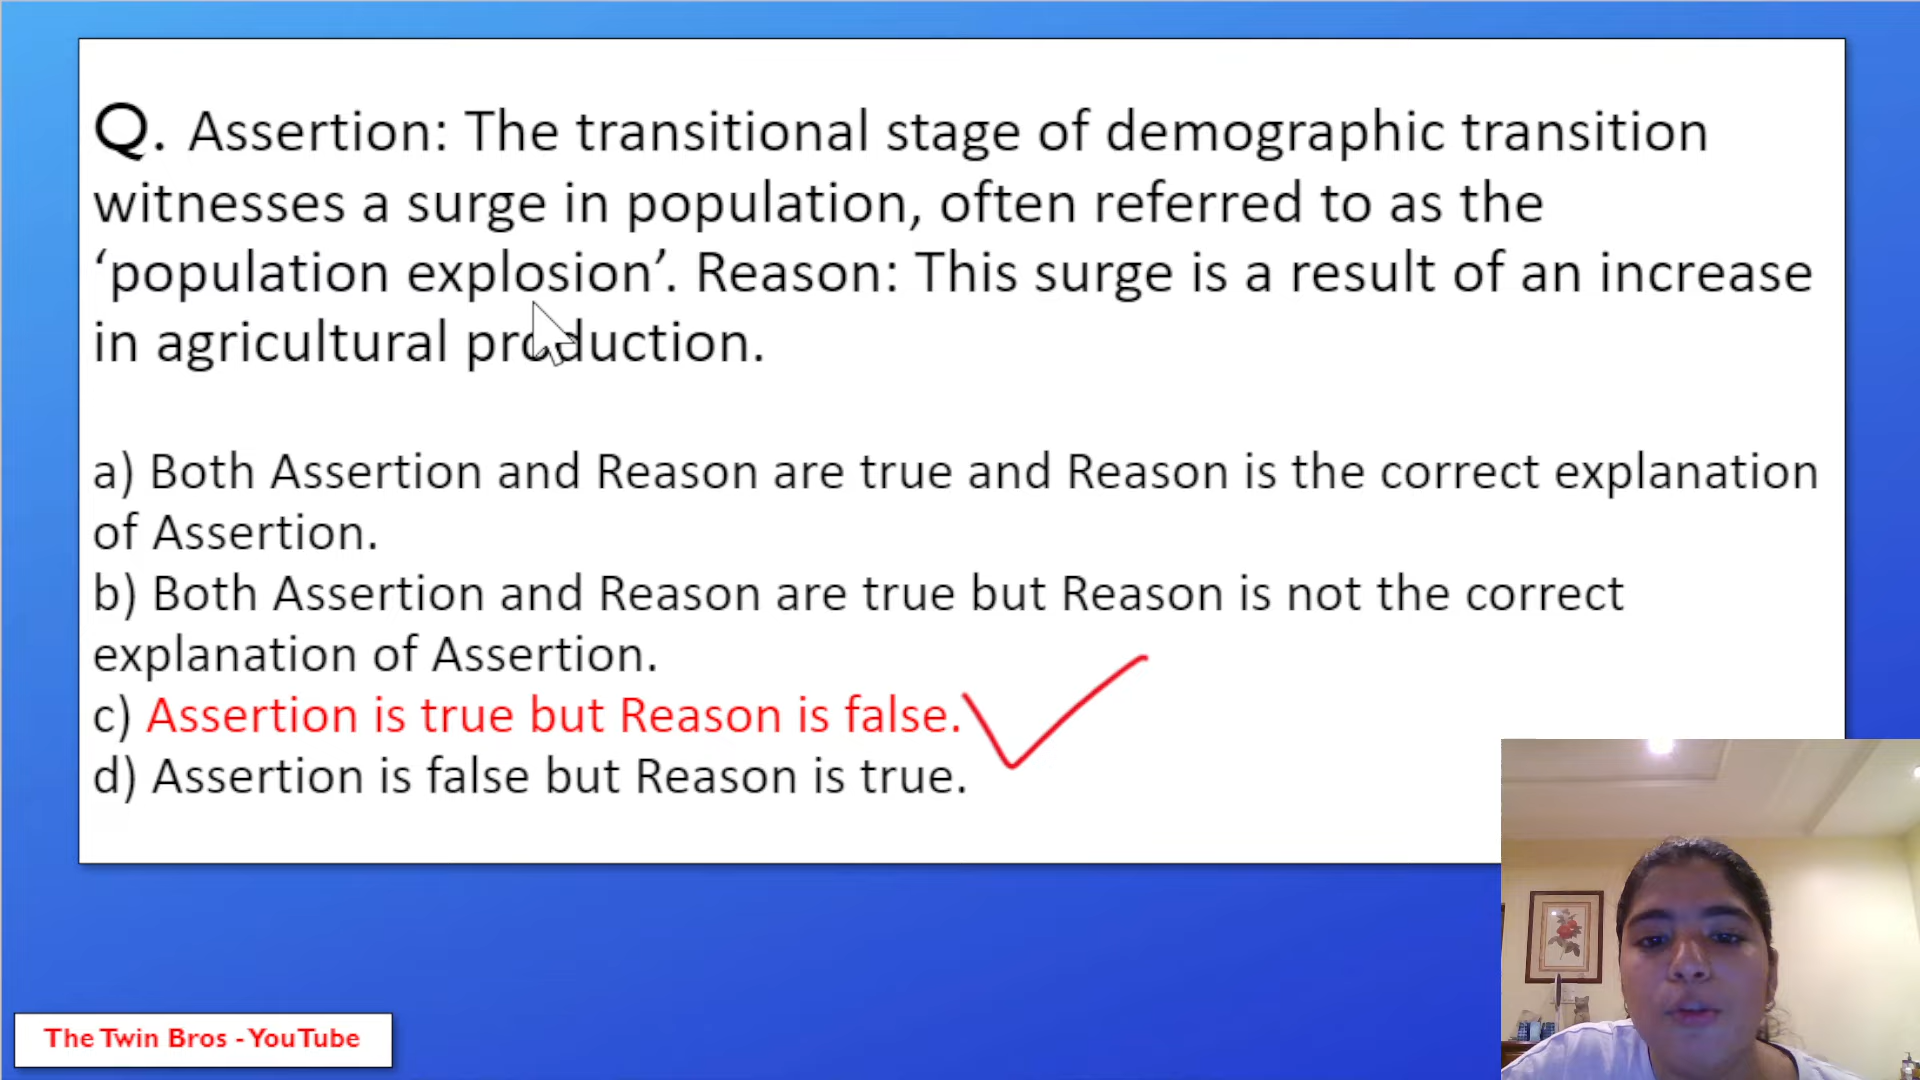 Q. Assertion: The transitional stage of demographic transition
witnesses a surge in population, often referred to as the
‘population explosion’. Reason: This surge is a result of an increase
in agricultural production.
a) Both Assertion and Reason are true and Reason is the correct explanation
of Assertion.
b) Both Assertion and Reason are true but Reason is not the correct
explanation of Assertion.
c) Assertion is true but Reason is false.
d) Assertion is false but Reason is true.
The Twin Bros - YouTube